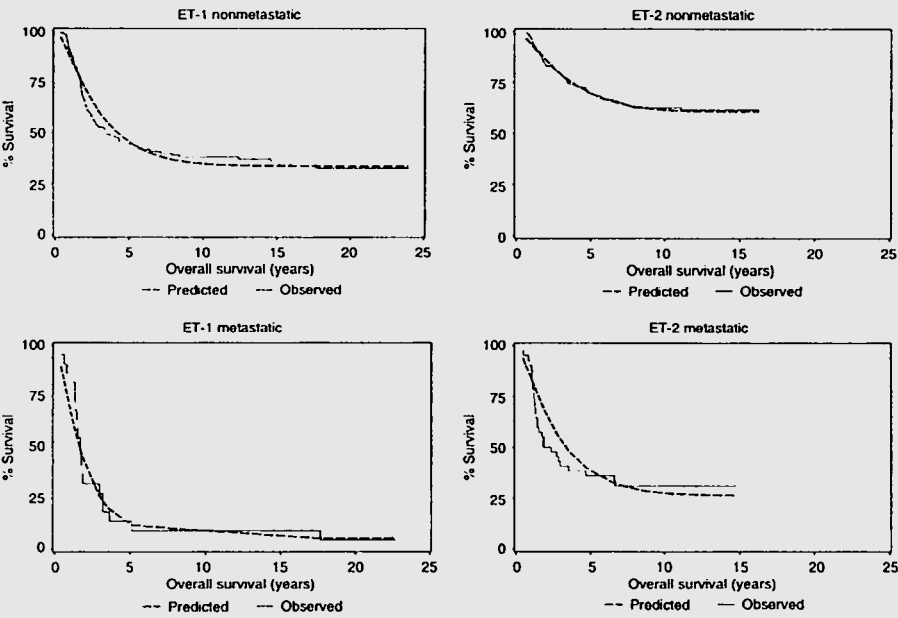 ET-1 nonmetastatic
100
75
50
25
0
% Survival
0 5 10 15 20 25
Overall survival (years)
Predicted Observed
ET-2 nonmetastatic
100
75
50
25
0
% Survival
0 5 10 15 20 25
Overall survival (years)
Predicted Observed
ET-1 metastatic
100
75
50
25
0
% Survival
0 5 10 15 20 25
Overall survival (years)
Predicted Observed
ET-2 metastatic
100
75
50
25
0
% Survival
0 5 10 15 20 25
Overall survival (years)
Predicted Observed